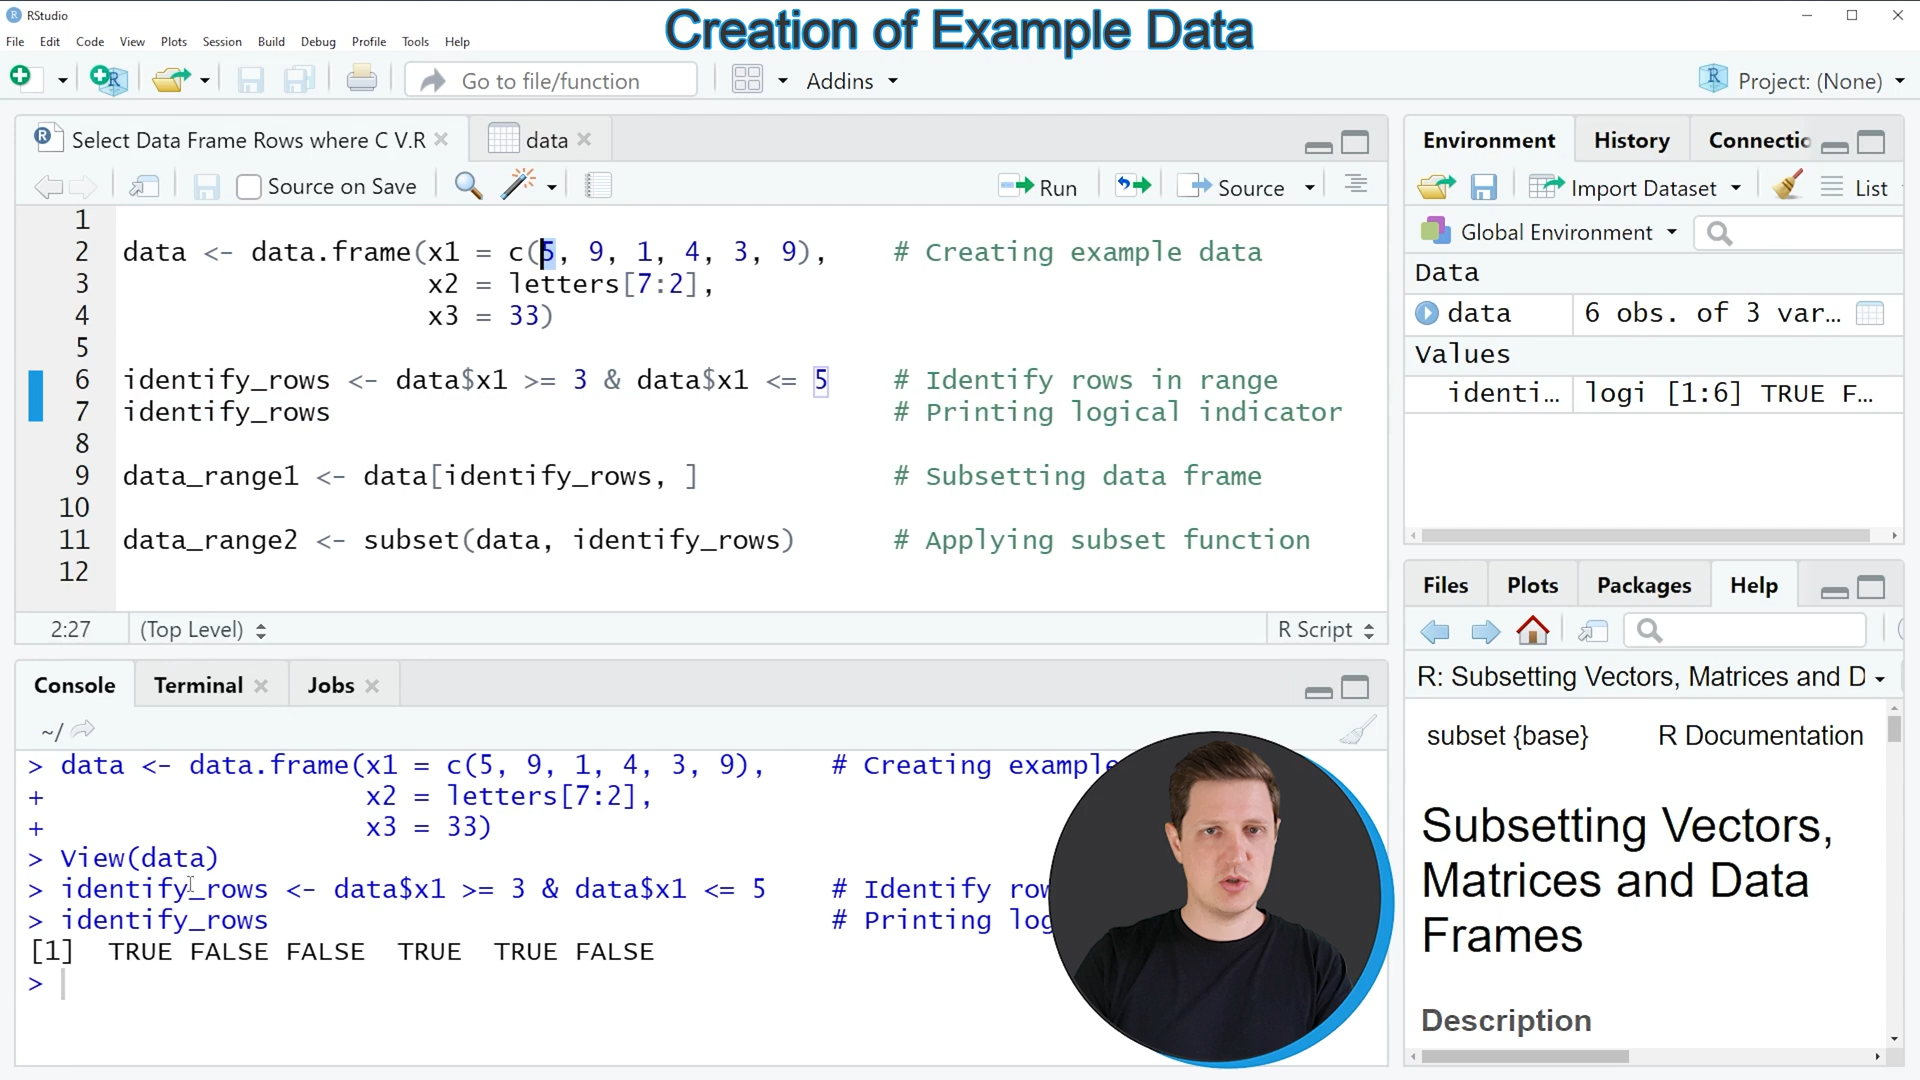 RStudio
Creation of Example Data
File Edit Code View Plots Session Build Debug Profile Tools Help
Go to file/function
Addins
Project: (None)
Select Data Frame Rows where C V.R
data
Source on Save
Run
Source
1
2 data <- data.frame(x1 = c(5, 9, 1, 4, 3, 9), # Creating example data
3 x2 = letters[7:2],
4 x3 = 33)
5
6 identify_rows <- data$x1 >= 3 & data$x1 <= 5 # Identify rows in range
7 identify_rows # Printing logical indicator
8
9 data_range1 <- data[identify_rows, ] # Subsetting data frame
10
11 data_range2 <- subset(data, identify_rows) # Applying subset function
12
2:27 (Top Level) R Script
Console Terminal Jobs
~/
> data <- data.frame(x1 = c(5, 9, 1, 4, 3, 9), # Creating example
+ x2 = letters[7:2],
+ x3 = 33)
> View(data)
> identify_rows <- data$x1 >= 3 & data$x1 <= 5 # Identify row
> identify_rows # Printing log
[1] TRUE FALSE FALSE TRUE TRUE FALSE
>
Environment History Connectio
Import Dataset List
Global Environment
Data
data 6 obs. of 3 var…
Values
identi… logi [1:6] TRUE F…
Files Plots Packages Help
R: Subsetting Vectors, Matrices and D
subset {base} R Documentation
Subsetting Vectors,
Matrices and Data
Frames
Description